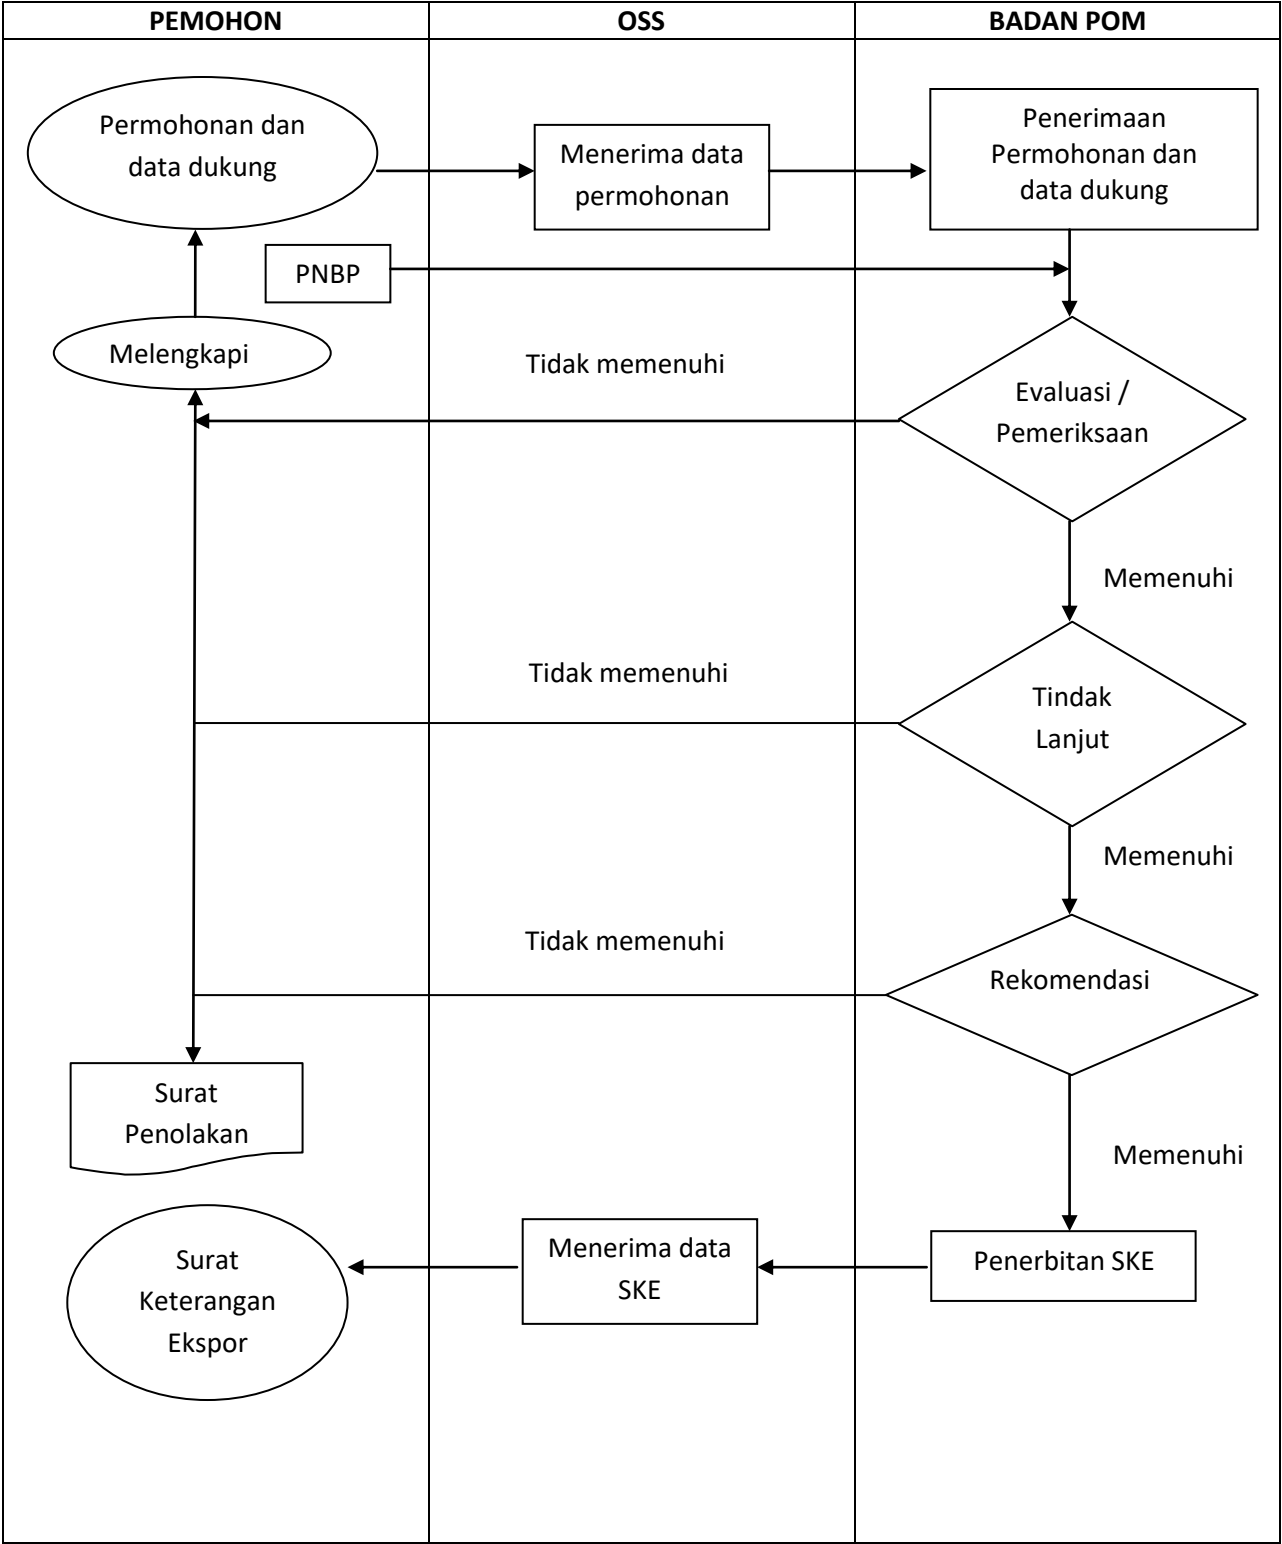 PEMOHON
OSS
BADAN POM
Permohonan dan
data dukung
Menerima data
permohonan
Penerimaan
Permohonan dan
data dukung
PNBP
Melengkapi
Tidak memenuhi
Evaluasi /
Pemeriksaan
Memenuhi
Tidak memenuhi
Tindak
Lanjut
Memenuhi
Tidak memenuhi
Rekomendasi
Surat
Penolakan
Memenuhi
Surat
Keterangan
Ekspor
Menerima data
SKE
Penerbitan SKE